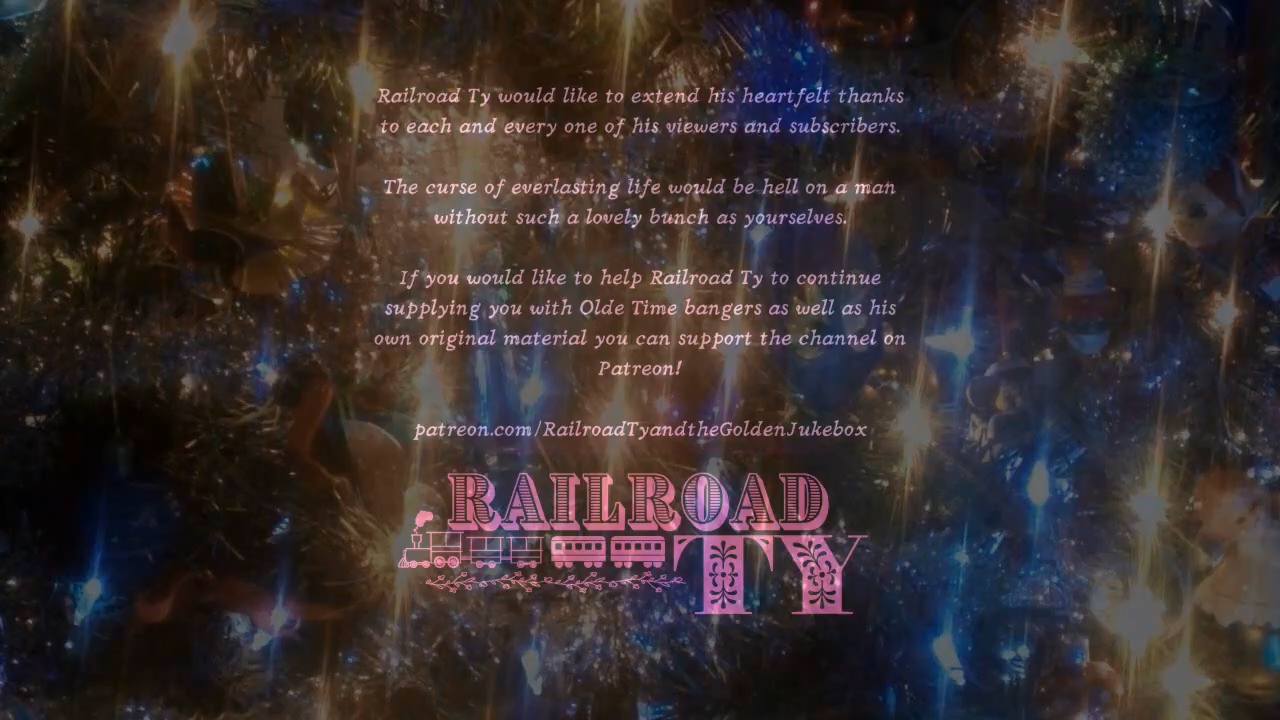 Railroad Ty would like to extend his heartfelt thanks
to each and every one of his viewers and subscribers.
The curse of everlasting life would be hell on a man
without such a lovely bunch as yourselves.
If you would like to help Railroad Ty to continue
supplying you with Olde Time bangers as well as his
own original material you can support the channel on
Patreon!
patreon.com/RailroadTyandtheGoldenJukebox
RAILROAD
TY